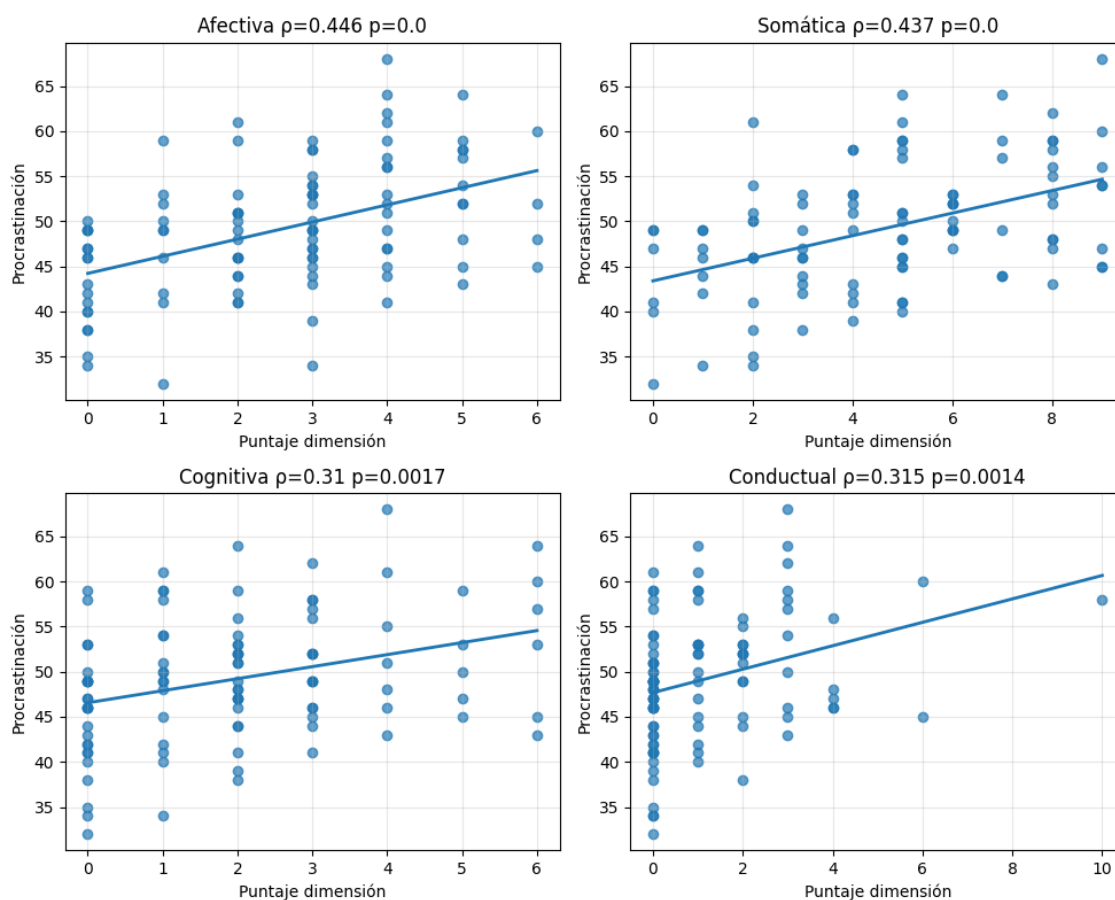 Afectiva ρ=0.446 p=0.0
Procrastinación
65
60
55
50
45
40
35
0 1 2 3 4 5 6
Puntaje dimensión
Somática ρ=0.437 p=0.0
Procrastinación
65
60
55
50
45
40
35
0 2 4 6 8
Puntaje dimensión
Cognitiva ρ=0.31 p=0.0017
Procrastinación
65
60
55
50
45
40
35
0 1 2 3 4 5 6
Puntaje dimensión
Conductual ρ=0.315 p=0.0014
Procrastinación
65
60
55
50
45
40
35
0 2 4 6 8 10
Puntaje dimensión